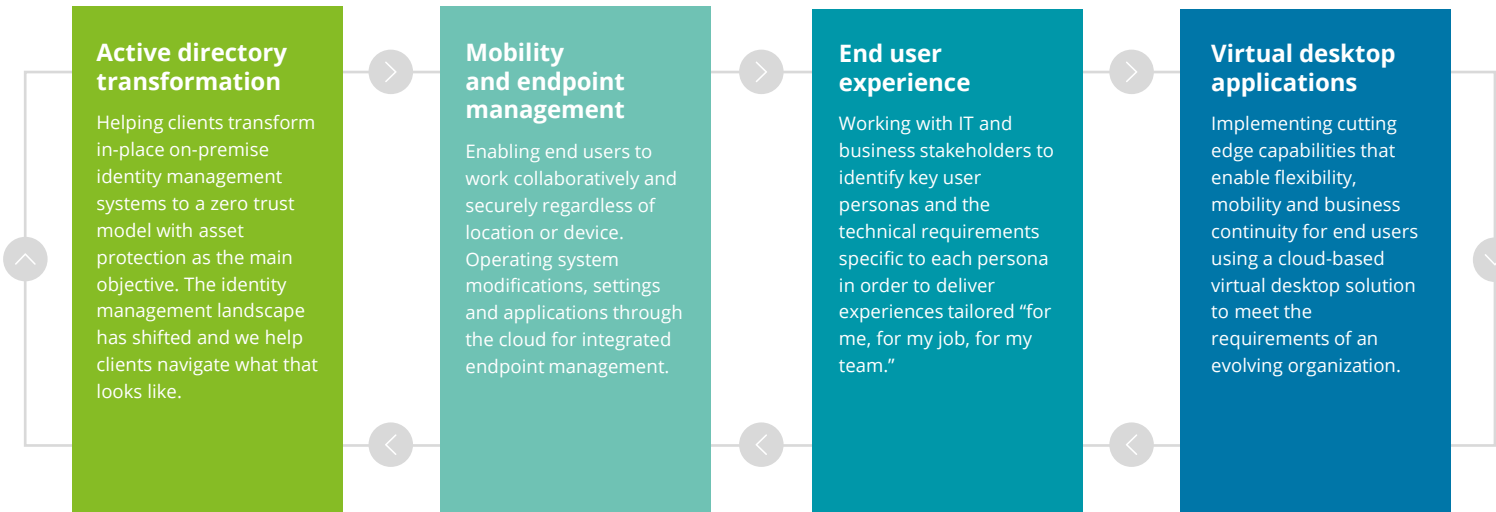 Active directory
transformation
Helping clients transform
in-place on-premise
identity management
systems to a zero trust
model with asset
protection as the main
objective. The identity
management landscape
has shifted and we help
clients navigate what that
looks like.
Mobility
and endpoint
management
Enabling end users to
work collaboratively and
securely regardless of
location or device.
Operating system
modifications, settings
and applications through
the cloud for integrated
endpoint management.
End user
experience
Working with IT and
business stakeholders to
identify key user
personas and the
technical requirements
specific to each persona
in order to deliver
experiences tailored “for
me, for my job, for my
team.”
Virtual desktop
applications
Implementing cutting
edge capabilities that
enable flexibility,
mobility and business
continuity for end users
using a cloud-based
virtual desktop solution
to meet the
requirements of an
evolving organization.